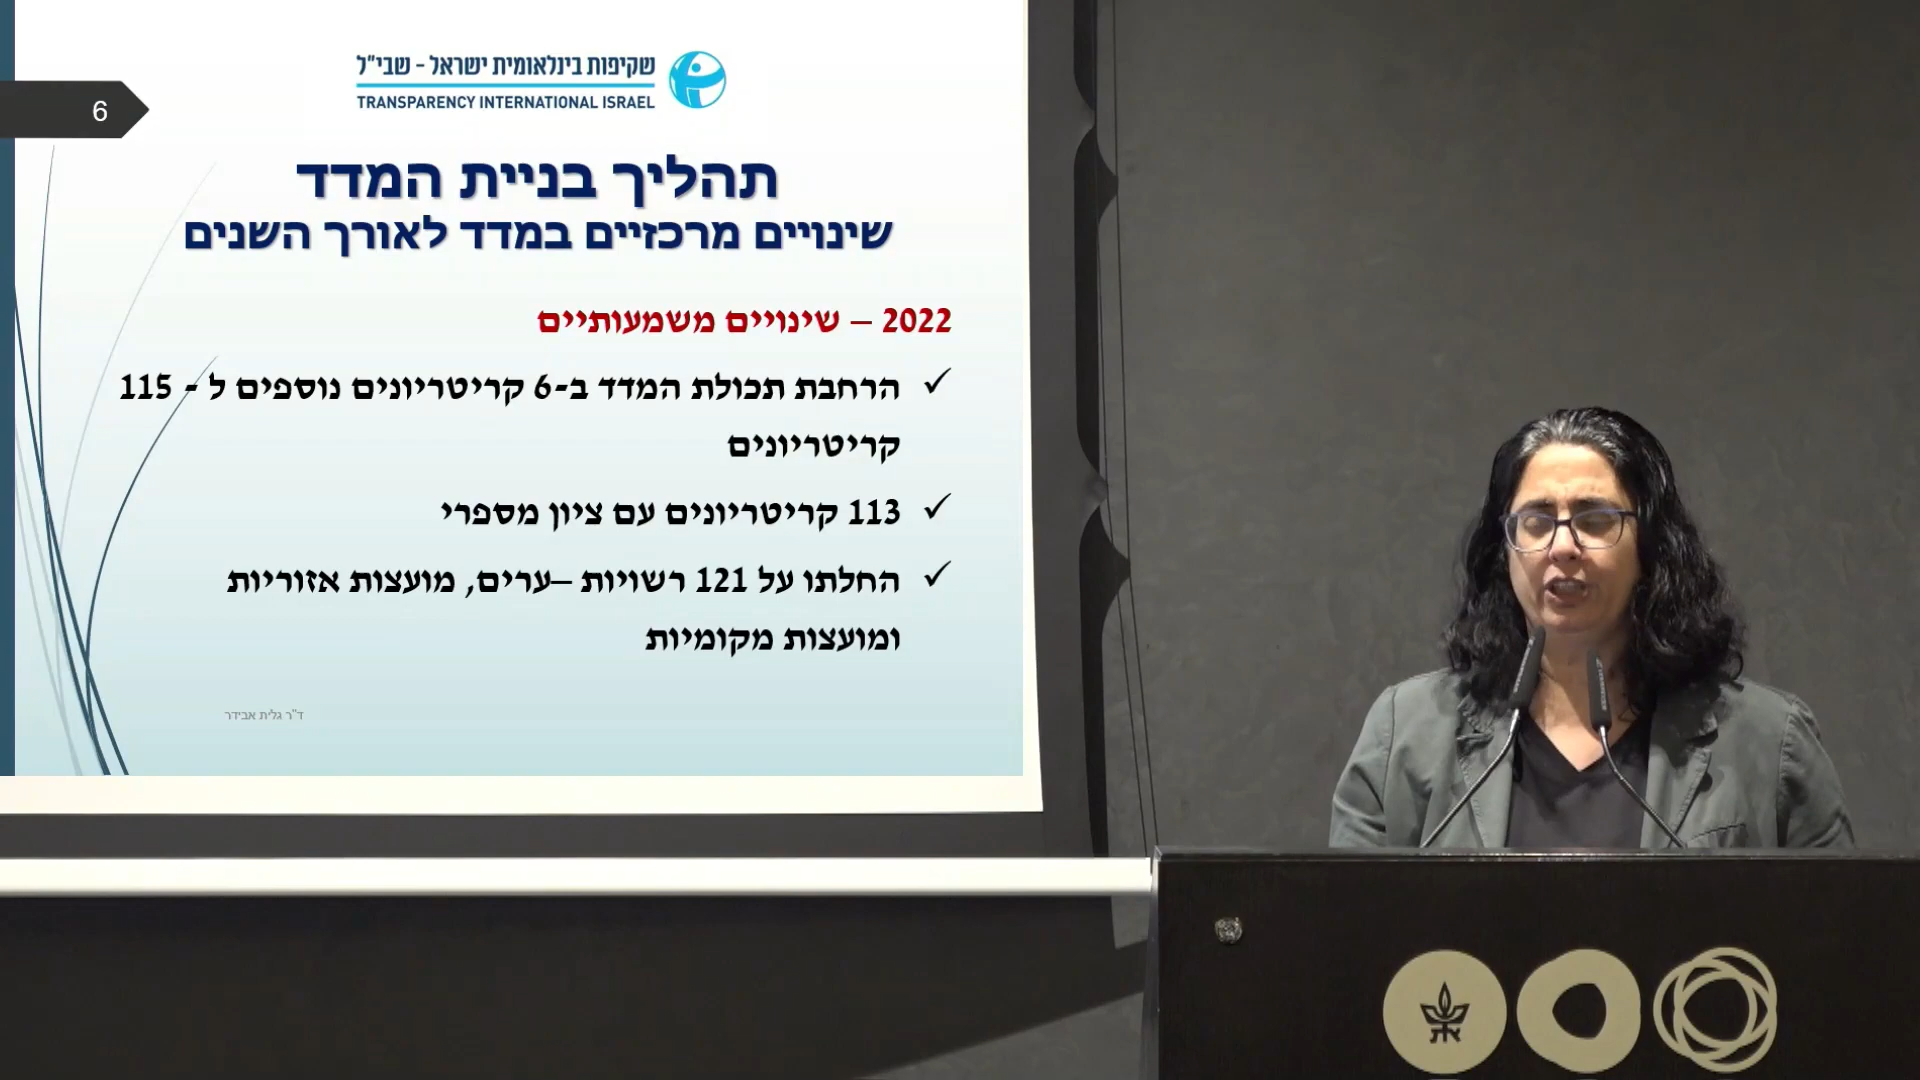 שקיפות בינלאומית ישראל - שבי"ל
TRANSPARENCY INTERNATIONAL ISRAEL
6
תהליך בניית המדד
שינויים מרכזיים במדד לאורך השנים
2022 – שינויים משמעותיים
✓ הרחבת תכולת המדד ב-6 קריטריונים נוספים ל - 115
קריטריונים
✓ 113 קריטריונים עם ציון מספרי
✓ החלתו על 121 רשויות –ערים, מועצות אזוריות
ומועצות מקומיות
ד"ר גלית אבידר
את